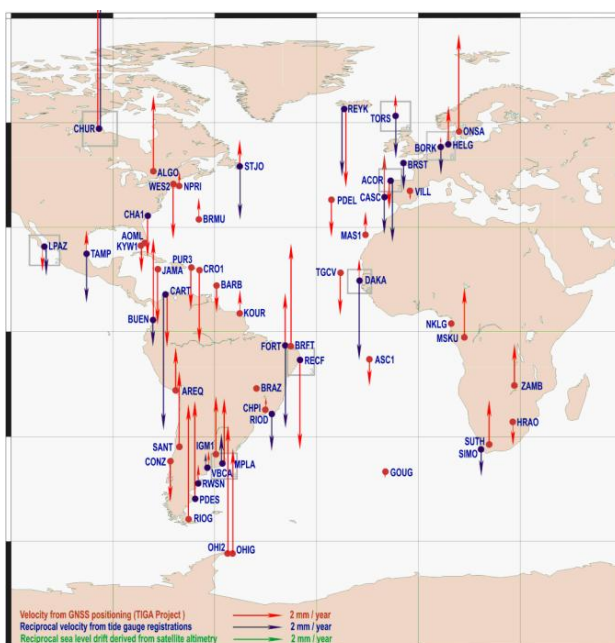 REYK
TORS
ONSA
CHUR
BORK
HELG
ALGO
STJO
BRST
WES2
NPRI
ACOR
VILL
CASC
PDEL
CHA1
BRMU
MAS1
AOML
LPAZ
KYW1
TAMP
PUR3
JAMA
CRO1
TGCV
CART
BARB
DAKA
KOUR
BUEN
NKLG
MSKU
FORT
BRFT
RECF
ASC1
AREQ
BRAZ
ZAMB
CHPI
RIOD
HRAO
SANT
IGM1
SUTH
SIMO
CONZ
MPLA
VBCA
GOUG
RWSN
PDES
RIOG
OHI2
OHIG
Velocity from GNSS positioning (TIGA Project ) 2 mm / year
Reciprocal velocity from tide gauge registrations 2 mm / year
Reciprocal sea level drift derived from satellite altimetry 2 mm / year